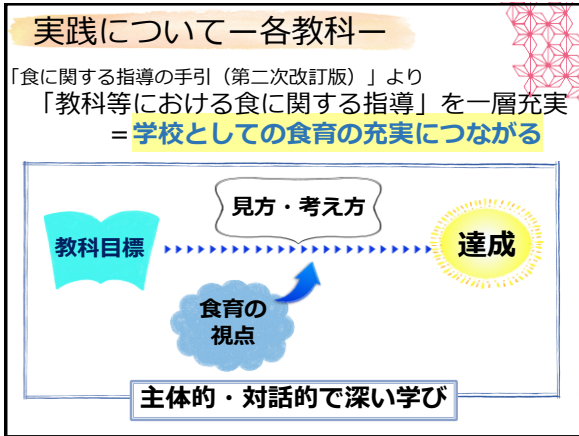 実践についてー各教科ー
「食に関する指導の手引（第二次改訂版）」より
「教科等における食に関する指導」を一層充実
＝学校としての食育の充実につながる
見方・考え方
教科目標
達成
食育の
視点
主体的・対話的で深い学び